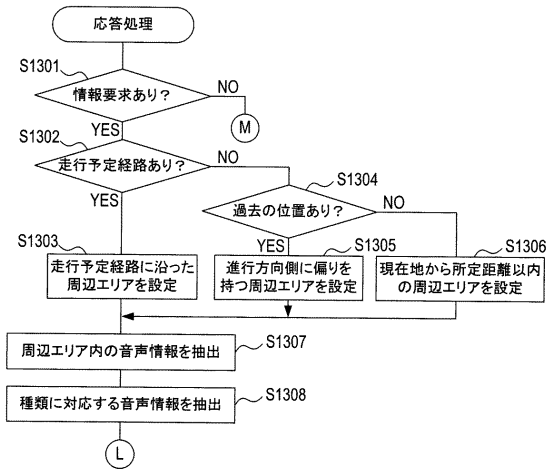 応答処理
S1301
情報要求あり？
NO
M
YES
S1302
走行予定経路あり？
NO
YES
S1304
過去の位置あり？
NO
YES
S1303
走行予定経路に沿った
周辺エリアを設定
S1305
進行方向側に偏りを
持つ周辺エリアを設定
S1306
現在地から所定距離以内
の周辺エリアを設定
S1307
周辺エリア内の音声情報を抽出
S1308
種類に対応する音声情報を抽出
L